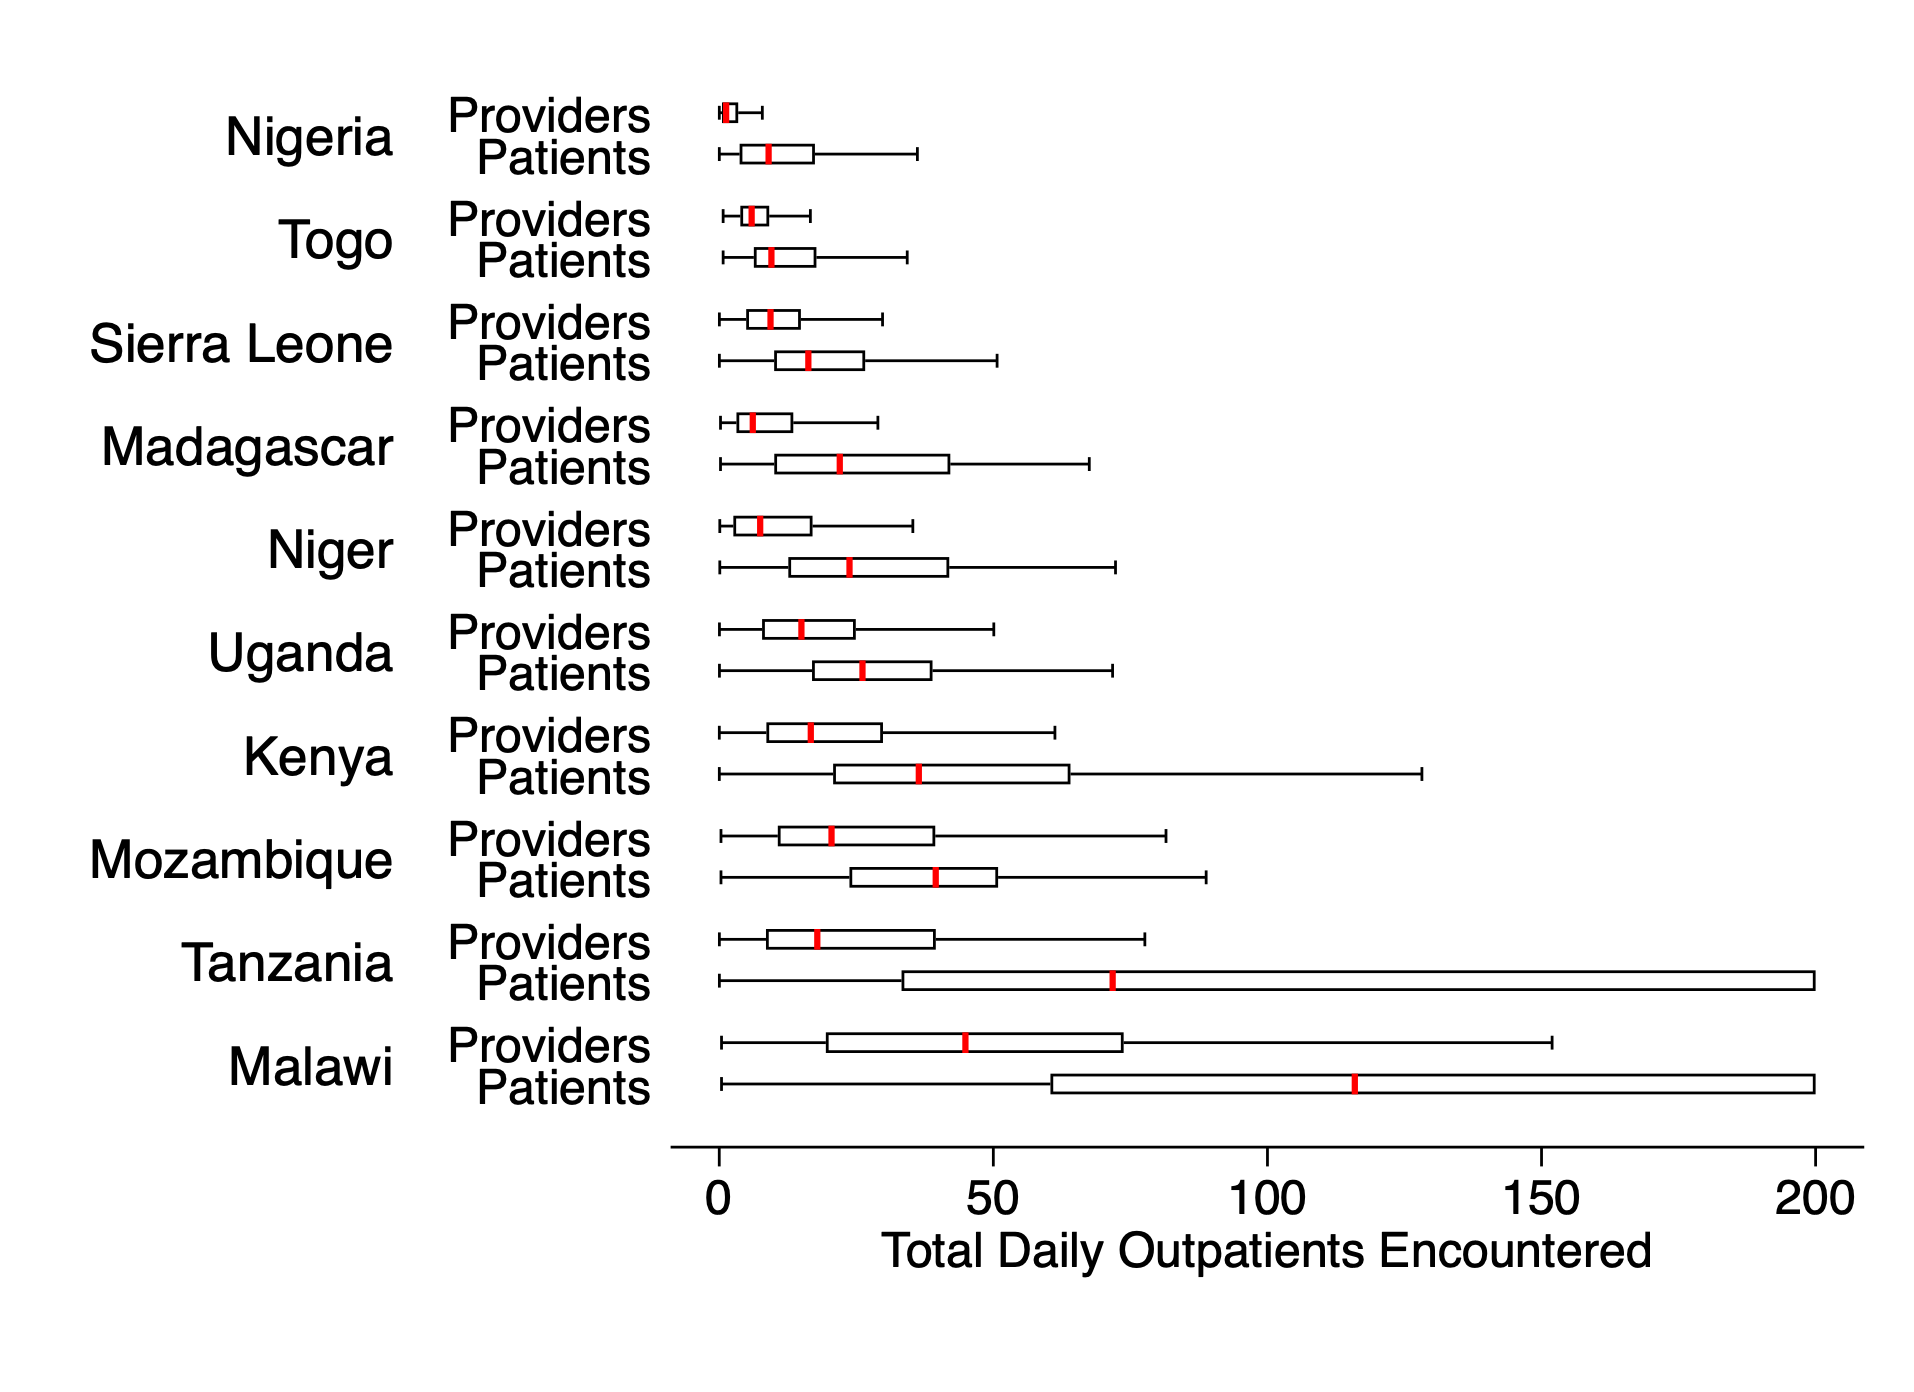 Nigeria
Providers
Patients
Togo
Providers
Patients
Sierra Leone
Providers
Patients
Madagascar
Providers
Patients
Niger
Providers
Patients
Uganda
Providers
Patients
Kenya
Providers
Patients
Mozambique
Providers
Patients
Tanzania
Providers
Patients
Malawi
Providers
Patients
0 50 100 150 200
Total Daily Outpatients Encountered